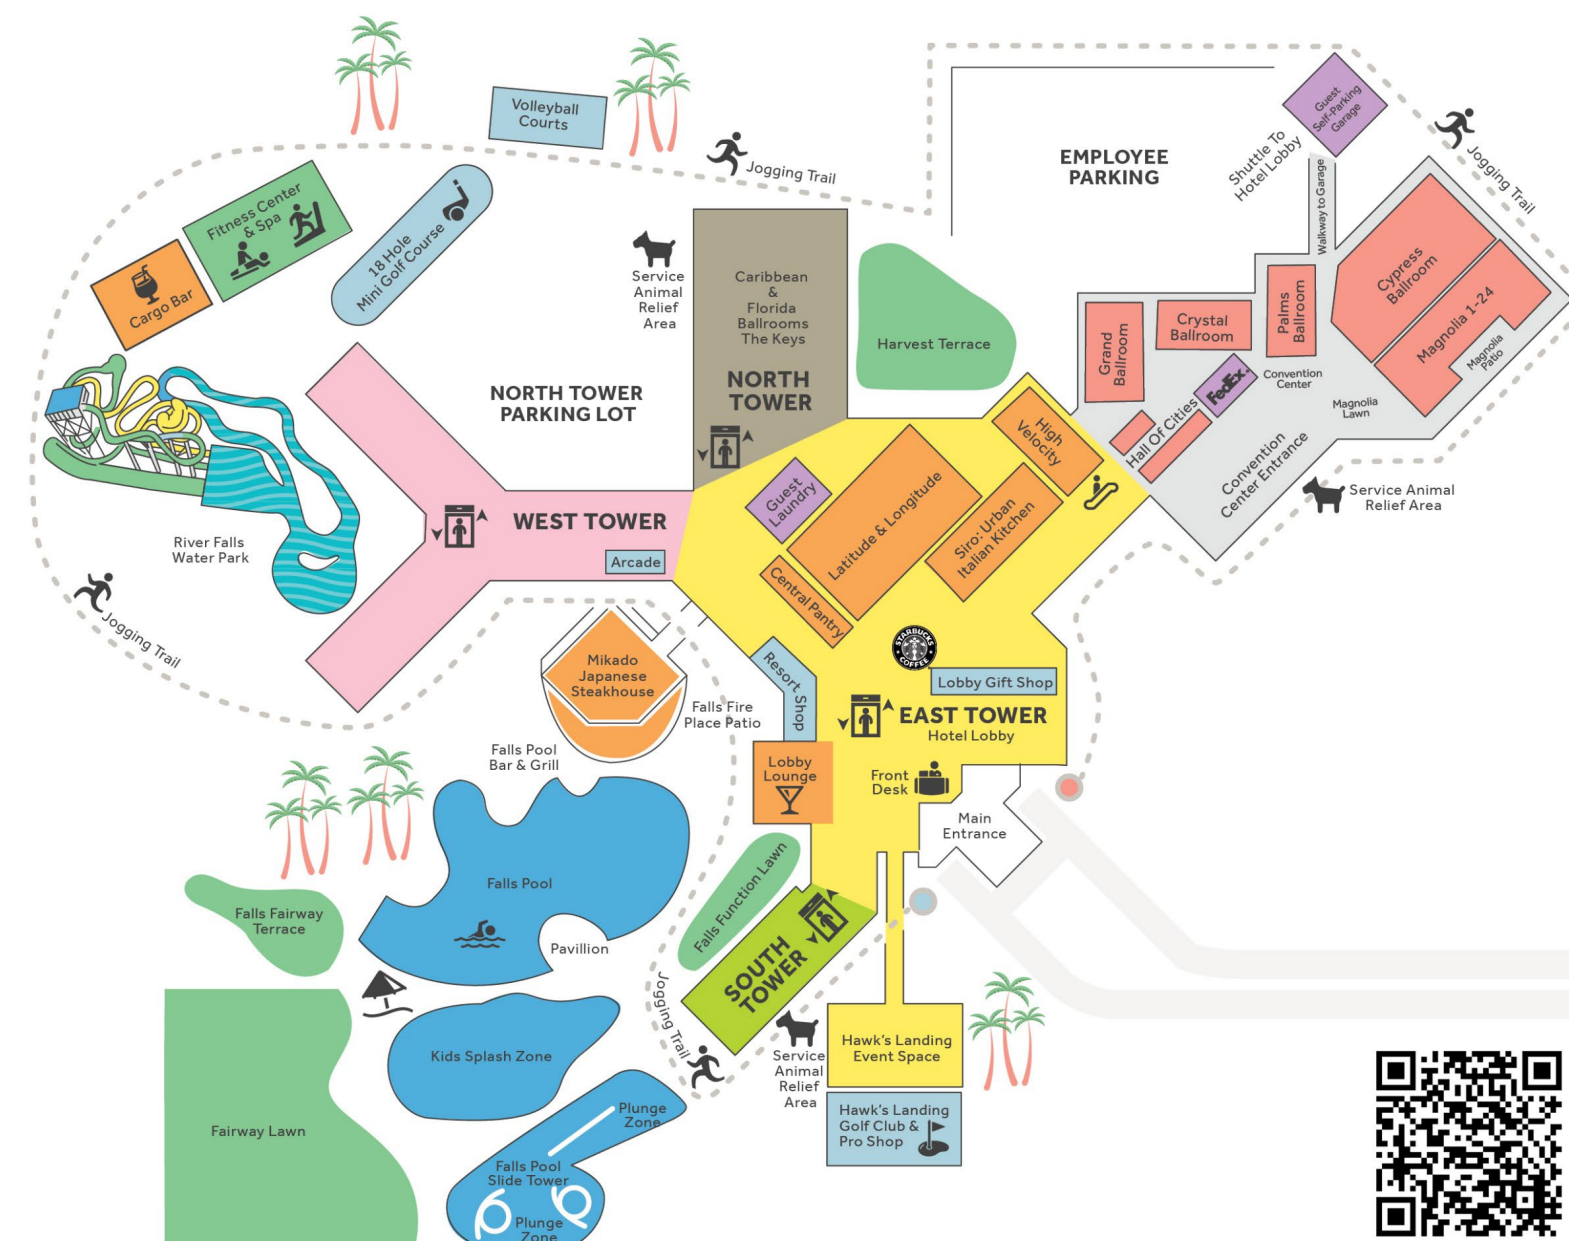 Volleyball
Courts
Jogging Trail
EMPLOYEE
PARKING
Guest
Self-Parking
Garage
Shuttle To
Hotel Lobby
Walkway to Garage
Jogging Trail
Fitness Center
& Spa
18 Hole
Mini Golf Course
Cargo Bar
Service
Animal
Relief
Area
Caribbean
&
Florida
Ballrooms
The Keys
NORTH
TOWER
Harvest Terrace
NORTH TOWER
PARKING LOT
Grand
Ballroom
Crystal
Ballroom
Palms
Ballroom
Cypress
Ballroom
Magnolia 1-24
Magnolia
Patio
FedEx.
Convention
Center
Magnolia
Lawn
Hall Of Cities
Convention
Center Entrance
Service Animal
Relief Area
High
Velocity
Guest
Laundry
Latitude & Longitude
Siro: Urban
Italian Kitchen
Central Pantry
WEST TOWER
Arcade
River Falls
Water Park
Jogging Trail
Mikado
Japanese
Steakhouse
Falls Fire
Place Patio
Falls Pool
Bar & Grill
Resort Shop
STARBUCKS
COFFEE
Lobby Gift Shop
EAST TOWER
Hotel Lobby
Lobby
Lounge
Front
Desk
Main
Entrance
Falls Pool
Pavillion
Falls Function Lawn
Falls Fairway
Terrace
SOUTH
TOWER
Jogging Trail
Service
Animal
Relief
Area
Hawk's Landing
Event Space
Hawk's Landing
Golf Club &
Pro Shop
Kids Splash Zone
Fairway Lawn
Plunge
Zone
Falls Pool
Slide Tower
Plunge
Zone